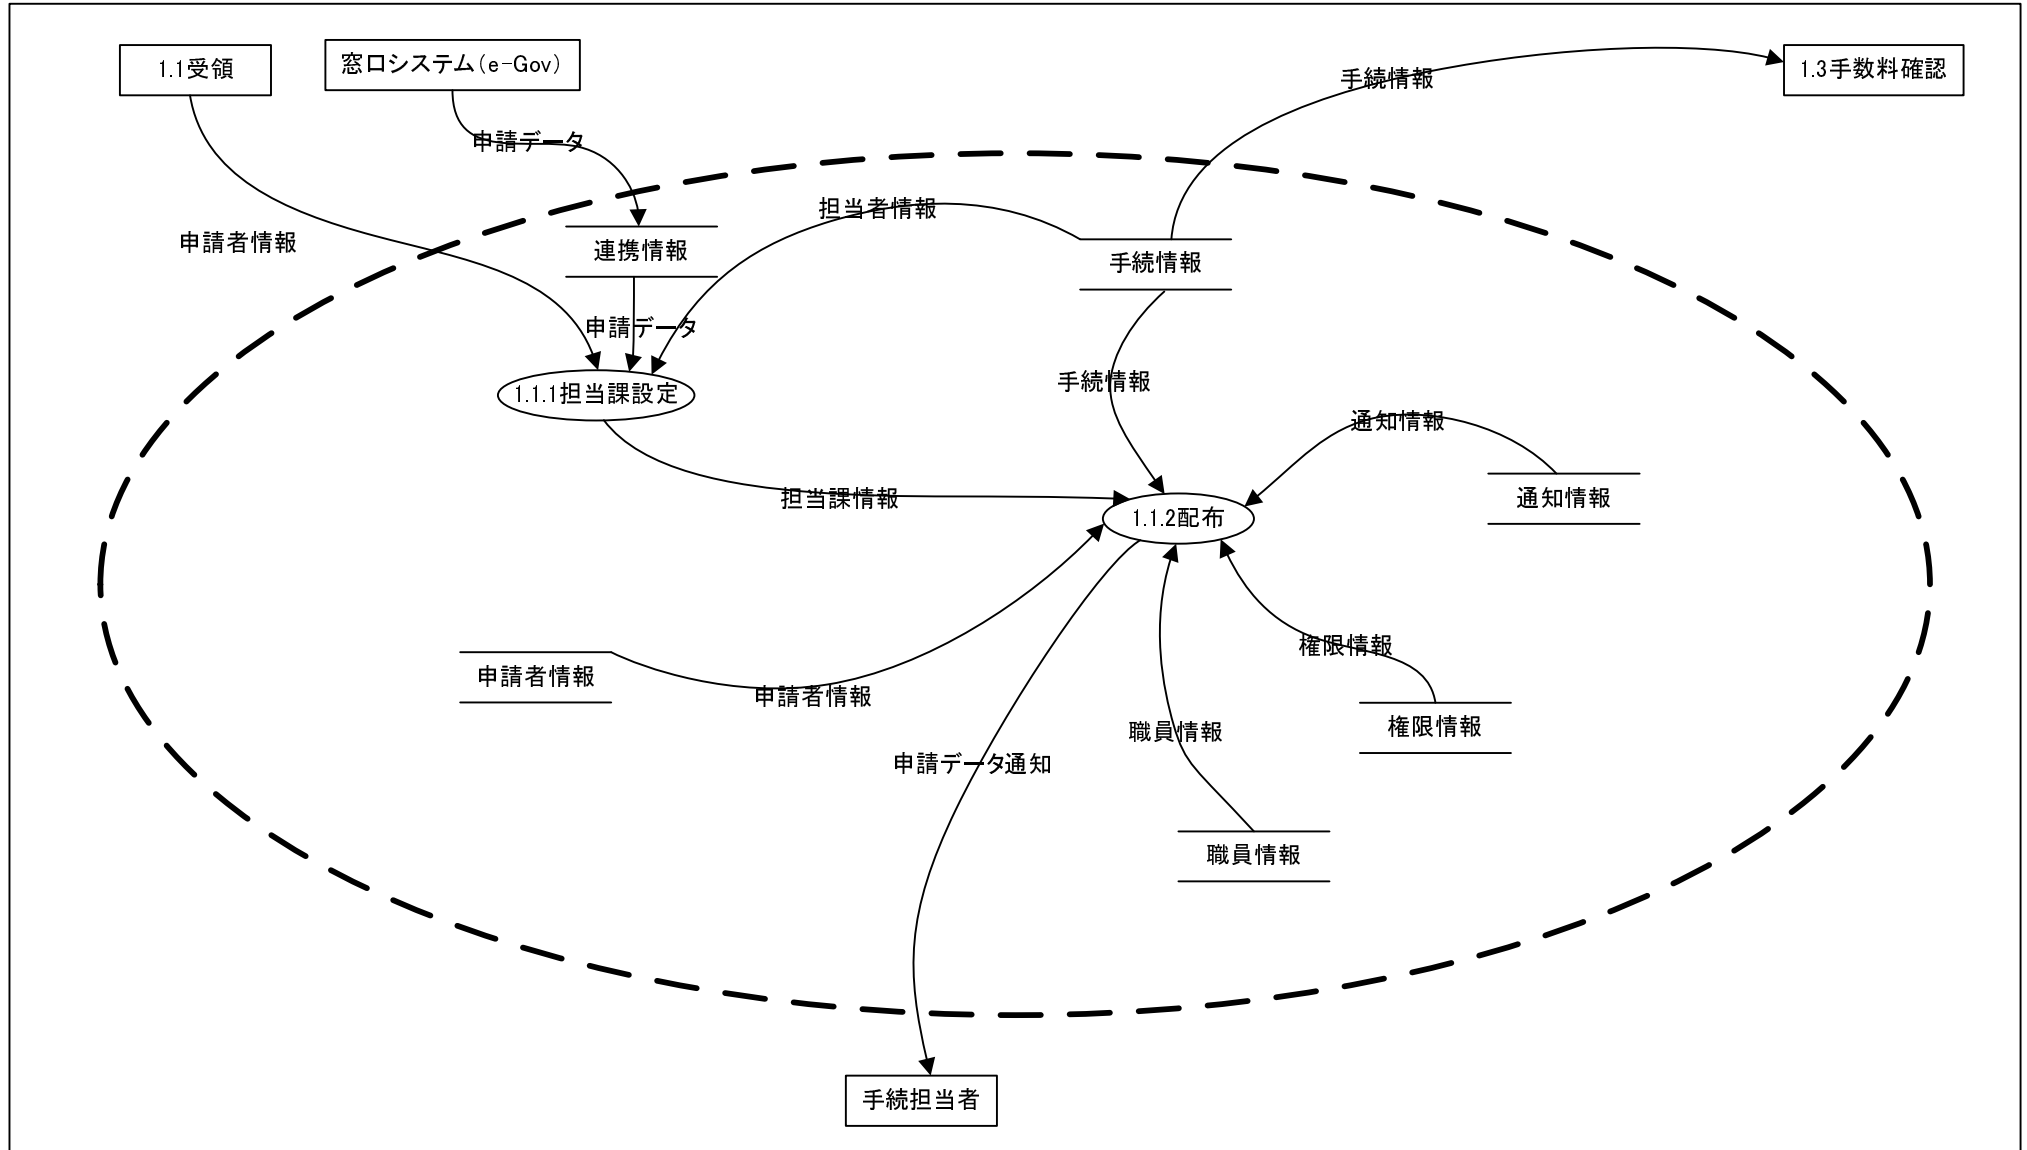 1.1受領
窓口システム(e-Gov)
手続情報
1.3手数料確認
申請データ
担当者情報
申請者情報
連携情報
手続情報
申請データ
手続情報
1.1.1担当課設定
通知情報
担当課情報
通知情報
1.1.2配布
権限情報
申請者情報
申請者情報
職員情報
権限情報
申請データ通知
職員情報
手続担当者